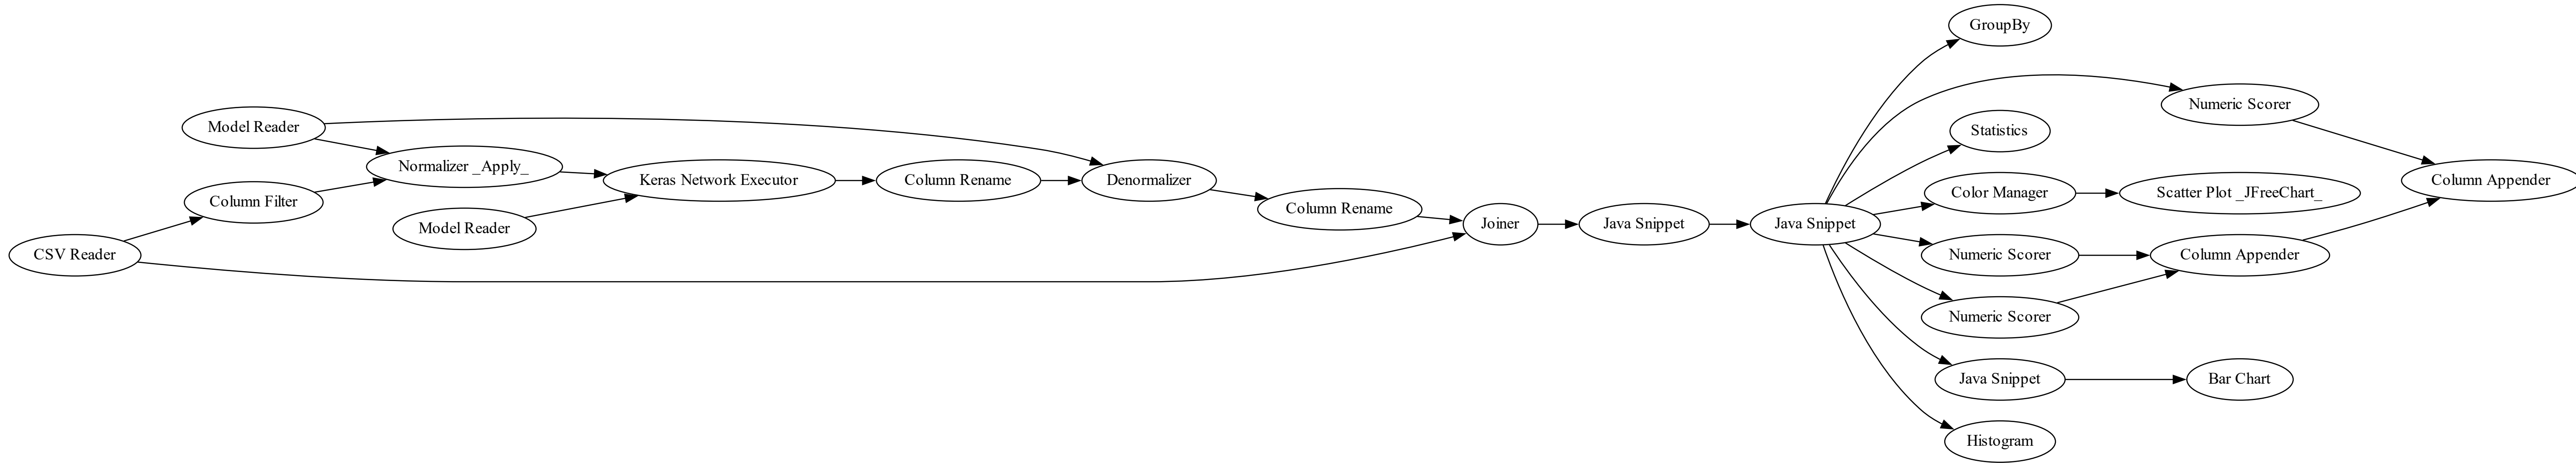 GroupBy
Numeric Scorer
Model Reader
Statistics
Normalizer _Apply_
Keras Network Executor
Column Rename
Denormalizer
Column Appender
Color Manager
Scatter Plot _JFreeChart_
Column Filter
Column Rename
Model Reader
Joiner
Java Snippet
Java Snippet
CSV Reader
Numeric Scorer
Column Appender
Numeric Scorer
Java Snippet
Bar Chart
Histogram